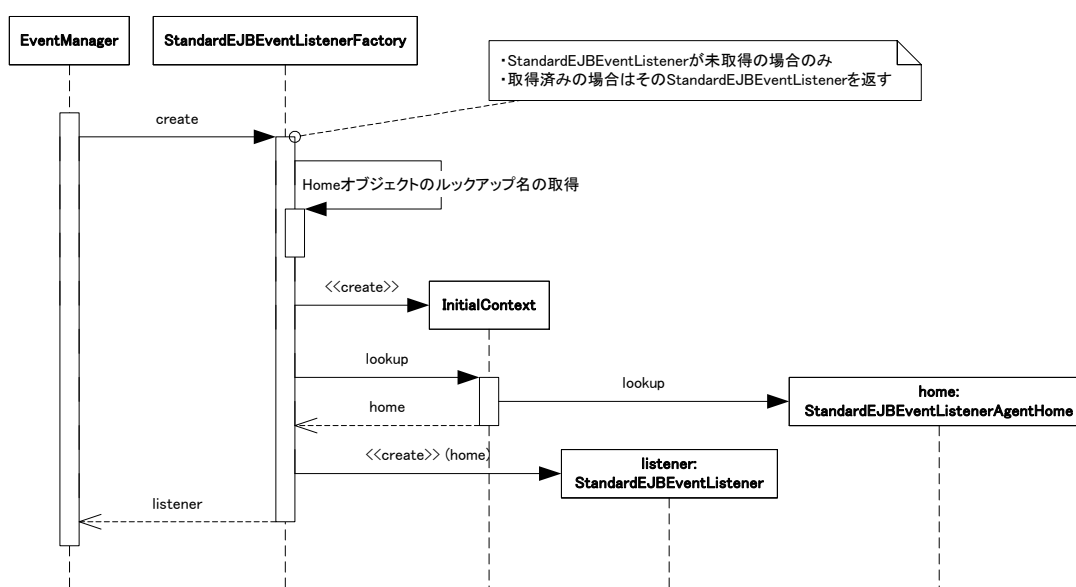 EventManager
StandardEJBEventListenerFactory
・StandardEJBEventListenerが未取得の場合のみ
・取得済みの場合はそのStandardEJBEventListenerを返す
create
Homeオブジェクトのルックアップ名の取得
<<create>>
InitialContext
lookup
lookup
home:
StandardEJBEventListenerAgentHome
home
<<create>> (home)
listener:
StandardEJBEventListener
listener